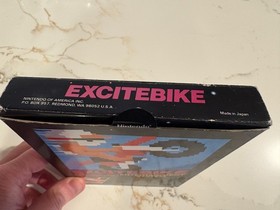 EXCITEBIKE
NINTENDO OF AMERICA INC.
P.O. BOX 957, REDMOND, WA 98052 U.S.A.
Made in Japan
Nintendo